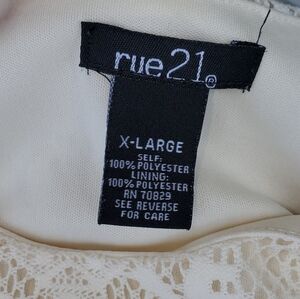 rue21®
X-LARGE
SELF:
100% POLYESTER
LINING:
100% POLYESTER
RN 70829
SEE REVERSE
FOR CARE